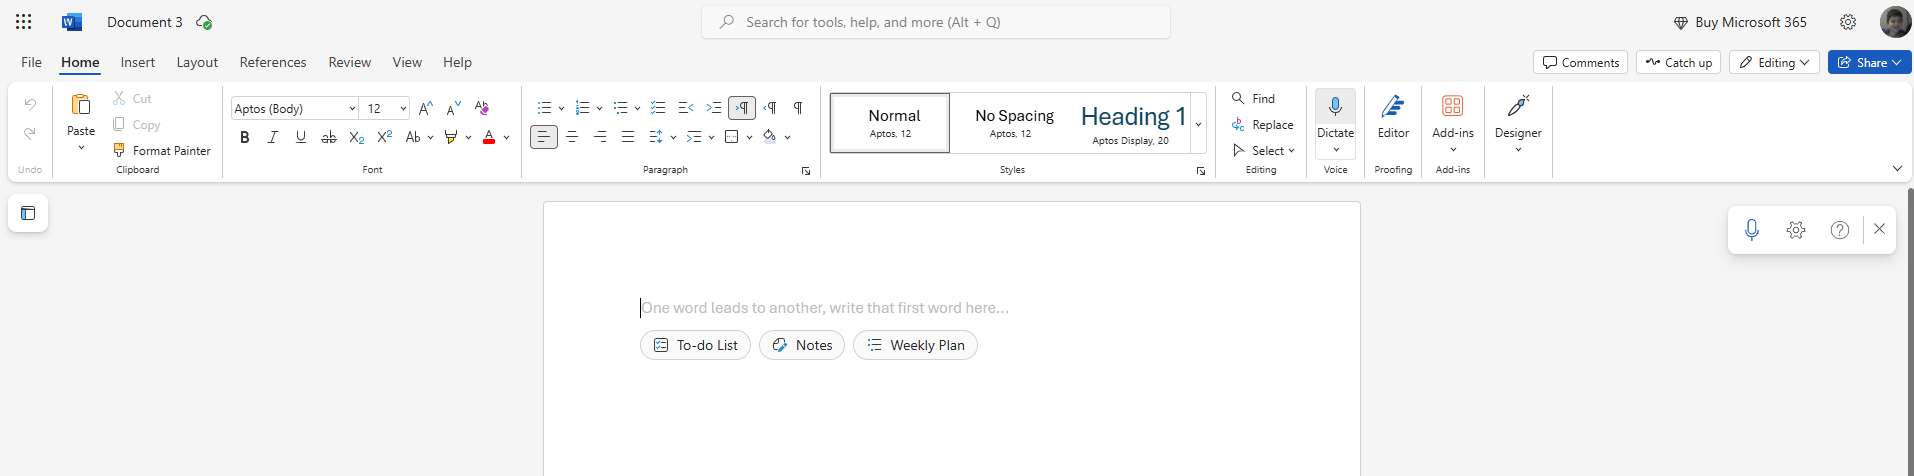 Document 3
Search for tools, help, and more (Alt + Q)
Buy Microsoft 365
File Home Insert Layout References Review View Help
Comments Catch up Editing Share
Paste
Cut
Copy
Format Painter
Aptos (Body) 12
Normal
Aptos, 12
No Spacing
Aptos, 12
Heading 1
Aptos Display, 20
Find
Replace
Select
Dictate
Editor
Add-ins
Designer
Undo Clipboard Font Paragraph Styles Editing Voice Proofing Add-ins
One word leads to another, write that first word here...
To-do List Notes Weekly Plan